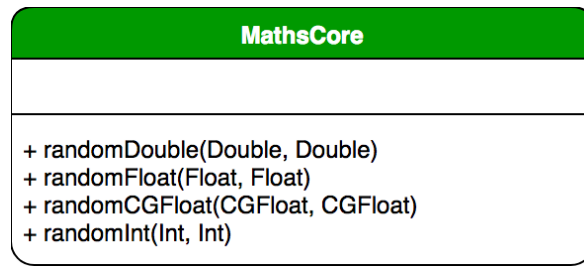 MathsCore
+ randomDouble(Double, Double)
+ randomFloat(Float, Float)
+ randomCGFloat(CGFloat, CGFloat)
+ randomInt(Int, Int)